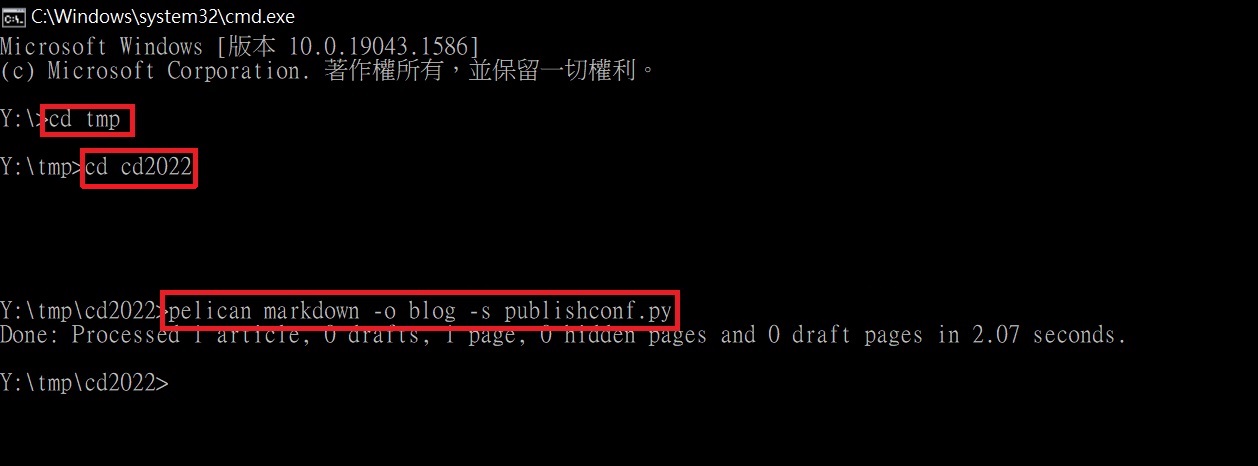 C:\Windows\system32\cmd.exe
Microsoft Windows [版本 10.0.19043.1586]
(c) Microsoft Corporation. 著作權所有，並保留一切權利。
Y:\>cd tmp
Y:\tmp>cd cd2022
Y:\tmp\cd2022>pelican markdown -o blog -s publishconf.py
Done: Processed 1 article, 0 drafts, 1 page, 0 hidden pages and 0 draft pages in 2.07 seconds.
Y:\tmp\cd2022>